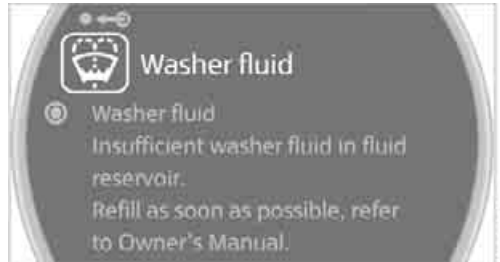 Washer fluid
Washer fluid
Insufficient washer fluid in fluid
reservoir.
Refill as soon as possible, refer
to Owner's Manual.